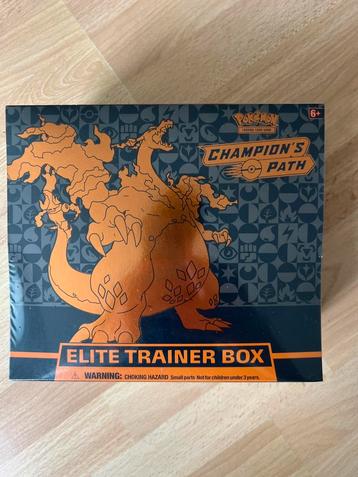 Pokémon
TRADING CARD GAME
6+
CHAMPION'S
PATH
ELITE TRAINER BOX
WARNING: CHOKING HAZARD Small parts Not for children under 3 years.